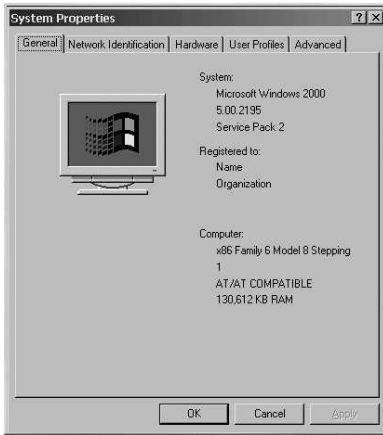 System Properties
General Network Identification Hardware User Profiles Advanced
System:
Microsoft Windows 2000
5.00.2195
Service Pack 2
Registered to:
Name
Organization
Computer:
x86 Family 6 Model 8 Stepping
1
AT/AT COMPATIBLE
130,612 KB RAM
OK Cancel Apply